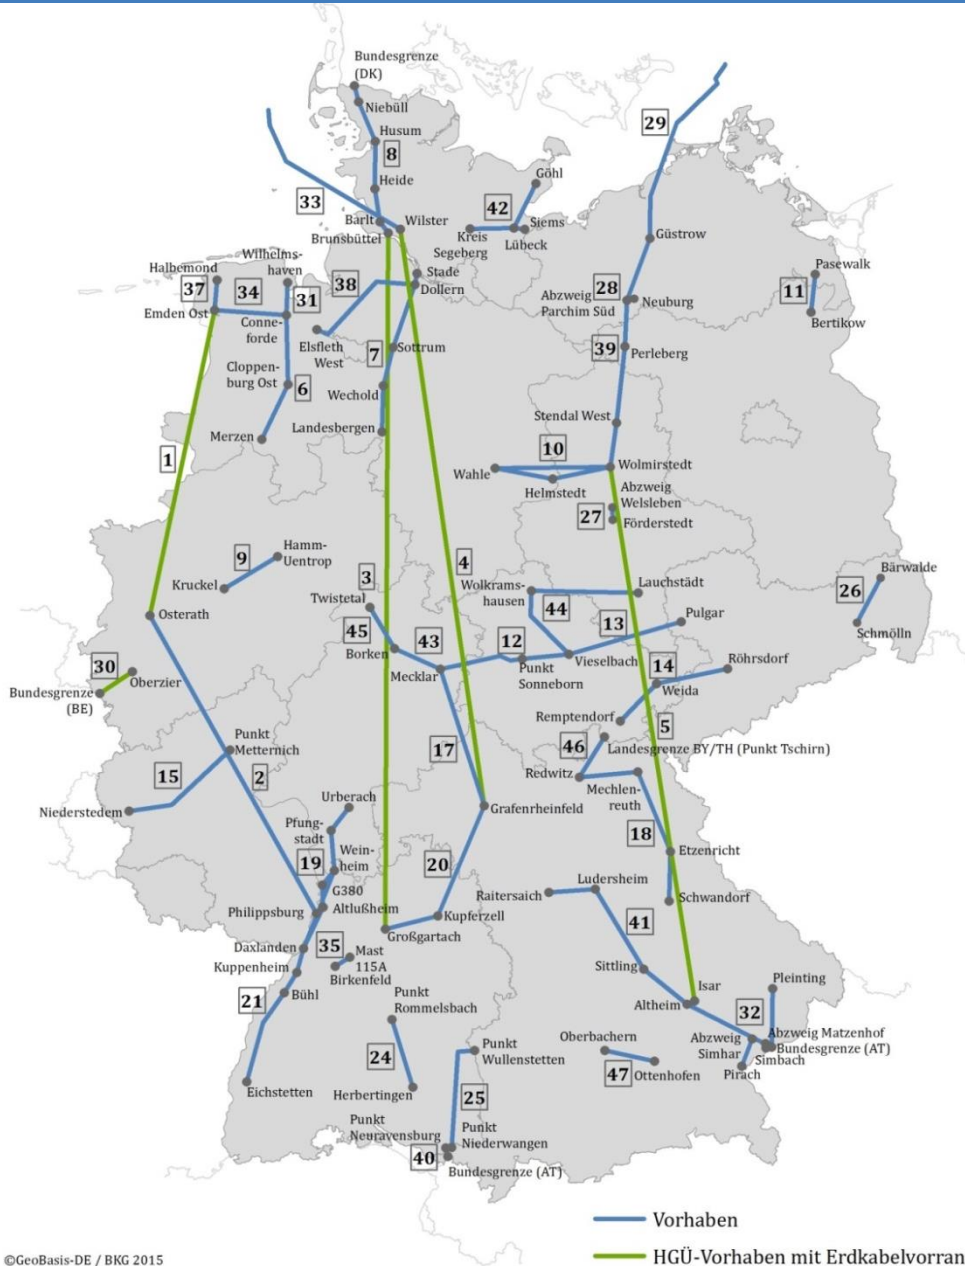 Bundesgrenze
(DK)
Niebüll
29
Husum
8
Heide
Göhl
33
42
Barlt
Wilster
Siems
Brunsbüttel
Kreis
Segeberg
Lübeck
Güstrow
Wilhelms-
haven
Halbemond
Stade
Pasewalk
37
34
31
38
Dollern
28
Abzweig
Parchim Süd
Neuburg
11
Emden Ost
Conne-
forde
Bertikow
Elsfleth
West
7
Sottrum
39
Perleberg
Cloppen-
burg Ost
6
Wechold
Stendal West
Landesbergen
Merzen
10
1
Wahle
Wolmirstedt
Helmstedt
Abzweig
Welsleben
27
Förderstedt
9
Hamm-
Uentrop
4
Bärwalde
Kruckel
3
Wolkrams-
hausen
Lauchstädt
26
Twistetal
44
Osterath
13
Pulgar
Schmölln
45
43
12
Borken
Vieselbach
30
Mecklar
Punkt
Sonneborn
14
Röhrsdorf
Oberzier
Bundesgrenze
(BE)
Weida
Remptendorf
5
Punkt
Metternich
17
46
Landesgrenze BY/TH (Punkt Tschirn)
15
2
Redwitz
Mechlen-
reuth
Urberach
Niederstedem
Grafenrheinfeld
Pfung-
stadt
18
19
Wein-
heim
20
Etzenricht
G380
Ludersheim
Raitersaich
Schwandorf
Philippsburg
Altlußheim
Kupferzell
41
Großgartach
Daxlanden
35
Mast
115A
Kuppenheim
Birkenfeld
Sittling
Pleinting
21
Bühl
Punkt
Rommelsbach
Isar
Altheim
32
Oberbachern
Abzweig
Simhar
Abzweig Matzenhof
Bundesgrenze (AT)
Simbach
24
Punkt
Wullenstetten
47
Ottenhofen
Pirach
Eichstetten
Herbertingen
25
Punkt
Neuravensburg
Punkt
Niederwangen
40
Bundesgrenze (AT)
Vorhaben
HGÜ-Vorhaben mit Erdkabelvorran
©GeoBasis-DE / BKG 2015